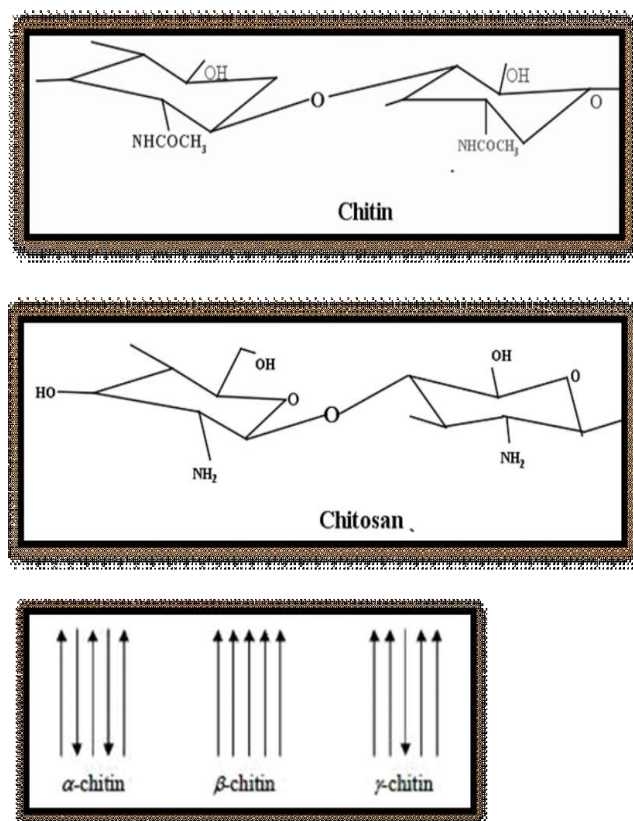 OH
OH
O
O
NHCOCH3
NHCOCH3
Chitin
OH
OH
HO
O
O
O
NH2
NH2
Chitosan
α-chitin
β-chitin
γ-chitin